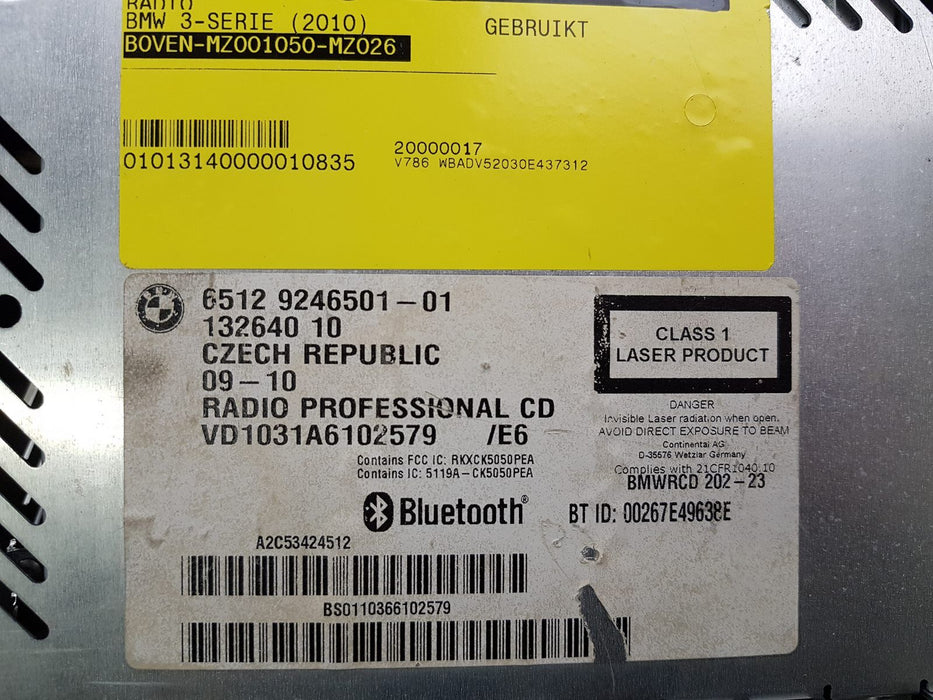 RADIO
BMW 3-SERIE (2010)
GEBRUIKT
BOVEN-MZ001050-MZ026
01013140000010835
20000017
V786 WBADV52030E437312
BMW
6512 9246501-01
132640 10
CZECH REPUBLIC
09-10
RADIO PROFESSIONAL CD
VD1031A6102579 /E6
Contains FCC IC: RKXCK5050PEA
Contains IC: 5119A-CK5050PEA
CLASS 1
LASER PRODUCT
DANGER
Invisible Laser radiation when open.
AVOID DIRECT EXPOSURE TO BEAM
Continental AG
D-35576 Wetzlar Germany
Complies with 21CFR1040.10
BMWRCD 202-23
Bluetooth®
BT ID: 00267E49638E
A2C53424512
BS0110366102579